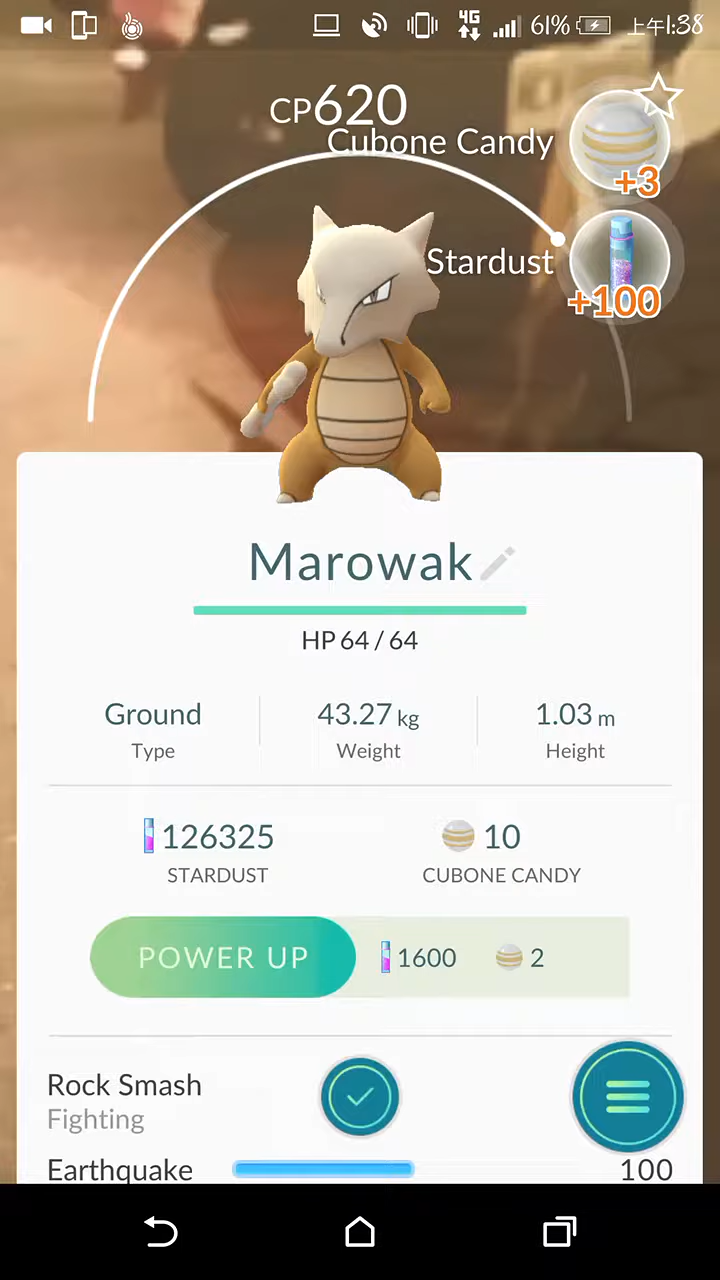 4G 61% 上午1:38
CP620
Cubone Candy
+3
Stardust
+100
Marowak
HP 64 / 64
Ground 43.27 kg 1.03 m
Type Weight Height
126325 10
STARDUST CUBONE CANDY
POWER UP 1600 2
Rock Smash
Fighting
Earthquake 100